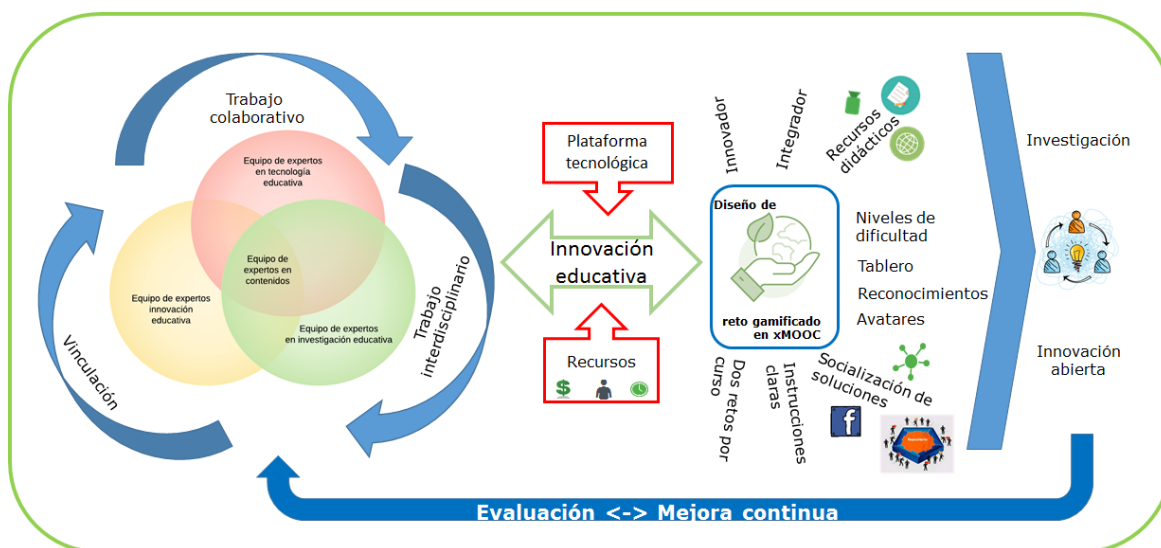 Trabajo
colaborativo
Equipo de expertos
en tecnología
educativa
Equipo de
expertos en
contenidos
Equipo de expertos
innovación
educativa
Equipo de expertos
en investigación educativa
Vinculación
Trabajo
interdisciplinario
Plataforma
tecnológica
Innovación
educativa
Recursos
$
Innovador
Integrador
Recursos
didácticos
Diseño de
reto gamificado
en xMOOC
Niveles de
dificultad
Tablero
Reconocimientos
Avatares
Dos retos por
curso
Instrucciones
claras
Socialización de
soluciones
f
Investigación
Innovación
abierta
Evaluación <-> Mejora continua